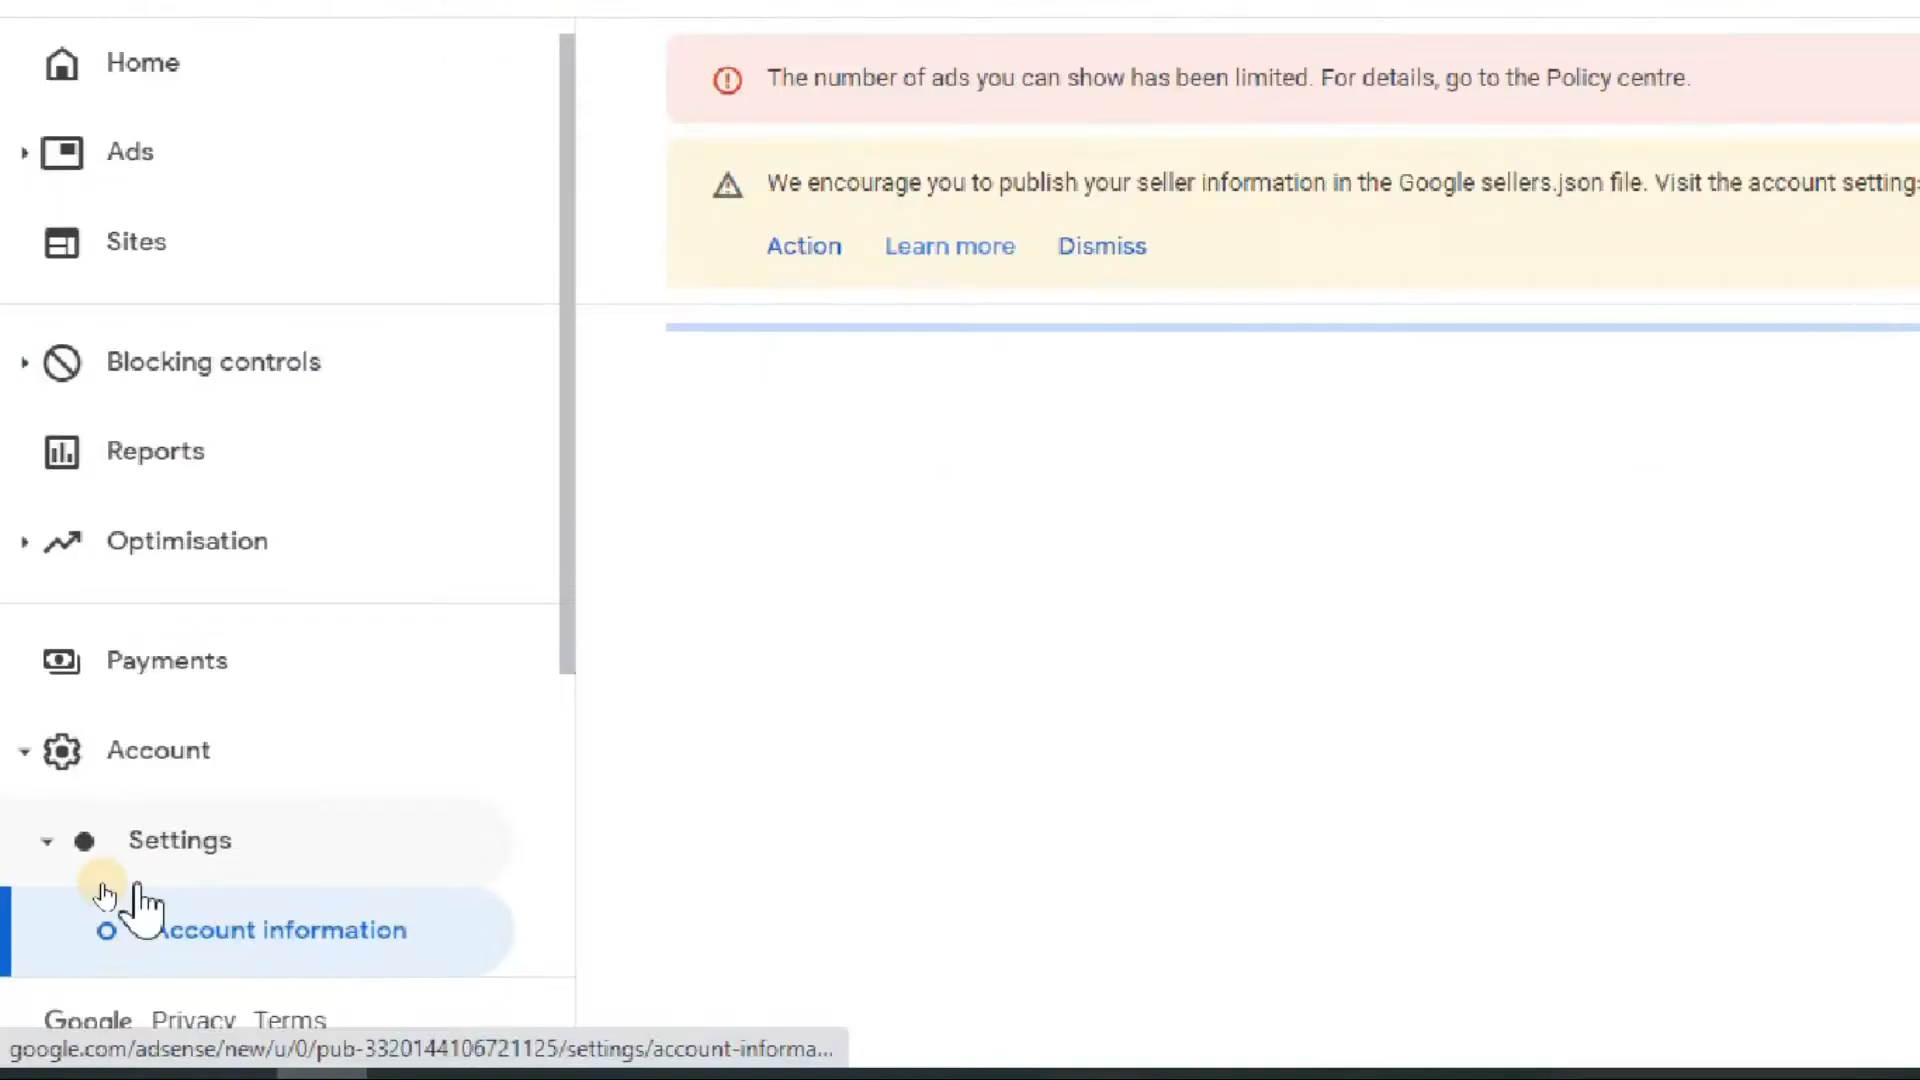 Home
Ads
Sites
Blocking controls
Reports
Optimisation
Payments
Account
Settings
Account information
Google Privacy Terms
google.com/adsense/new/u/0/pub-3320144106721125/settings/account-informa...
The number of ads you can show has been limited. For details, go to the Policy centre.
We encourage you to publish your seller information in the Google sellers.json file. Visit the account settings
Action Learn more Dismiss